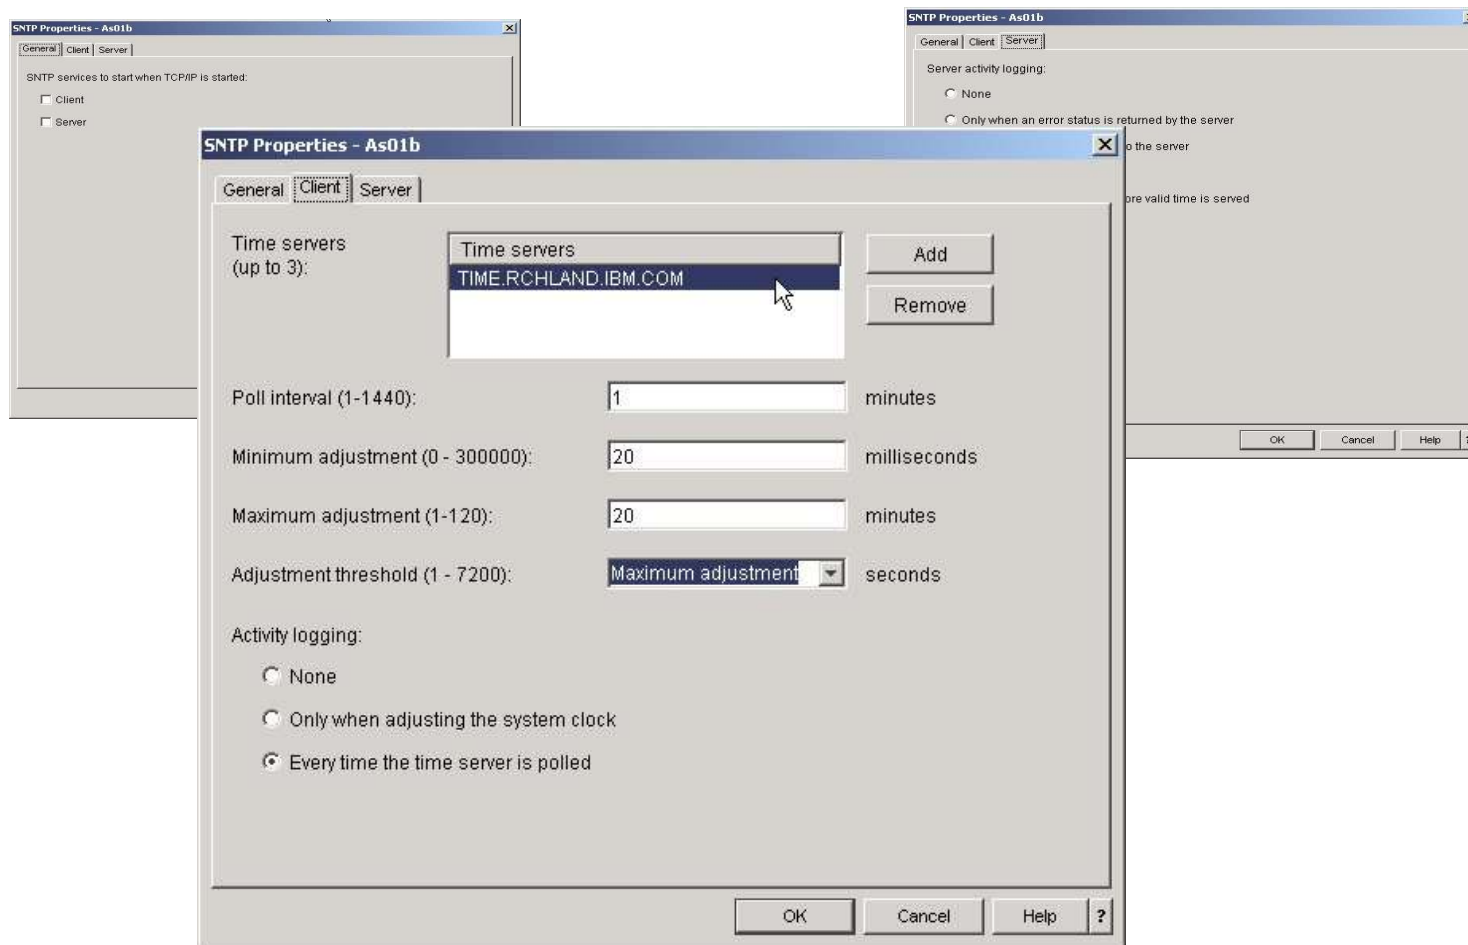 SNTP Properties - As01b
General Client Server
SNTP services to start when TCP/IP is started:
Client
Server
SNTP Properties - As01b
General Client Server
Server activity logging:
None
Only when an error status is returned by the server
o the server
ore valid time is served
OK Cancel Help
SNTP Properties - As01b
General Client Server
Time servers
(up to 3):
Time servers
TIME.RCHLAND.IBM.COM
Add
Remove
Poll interval (1-1440): 1 minutes
Minimum adjustment (0 - 300000): 20 milliseconds
Maximum adjustment (1-120): 20 minutes
Adjustment threshold (1 - 7200): Maximum adjustment seconds
Activity logging:
None
Only when adjusting the system clock
Every time the time server is polled
OK Cancel Help ?